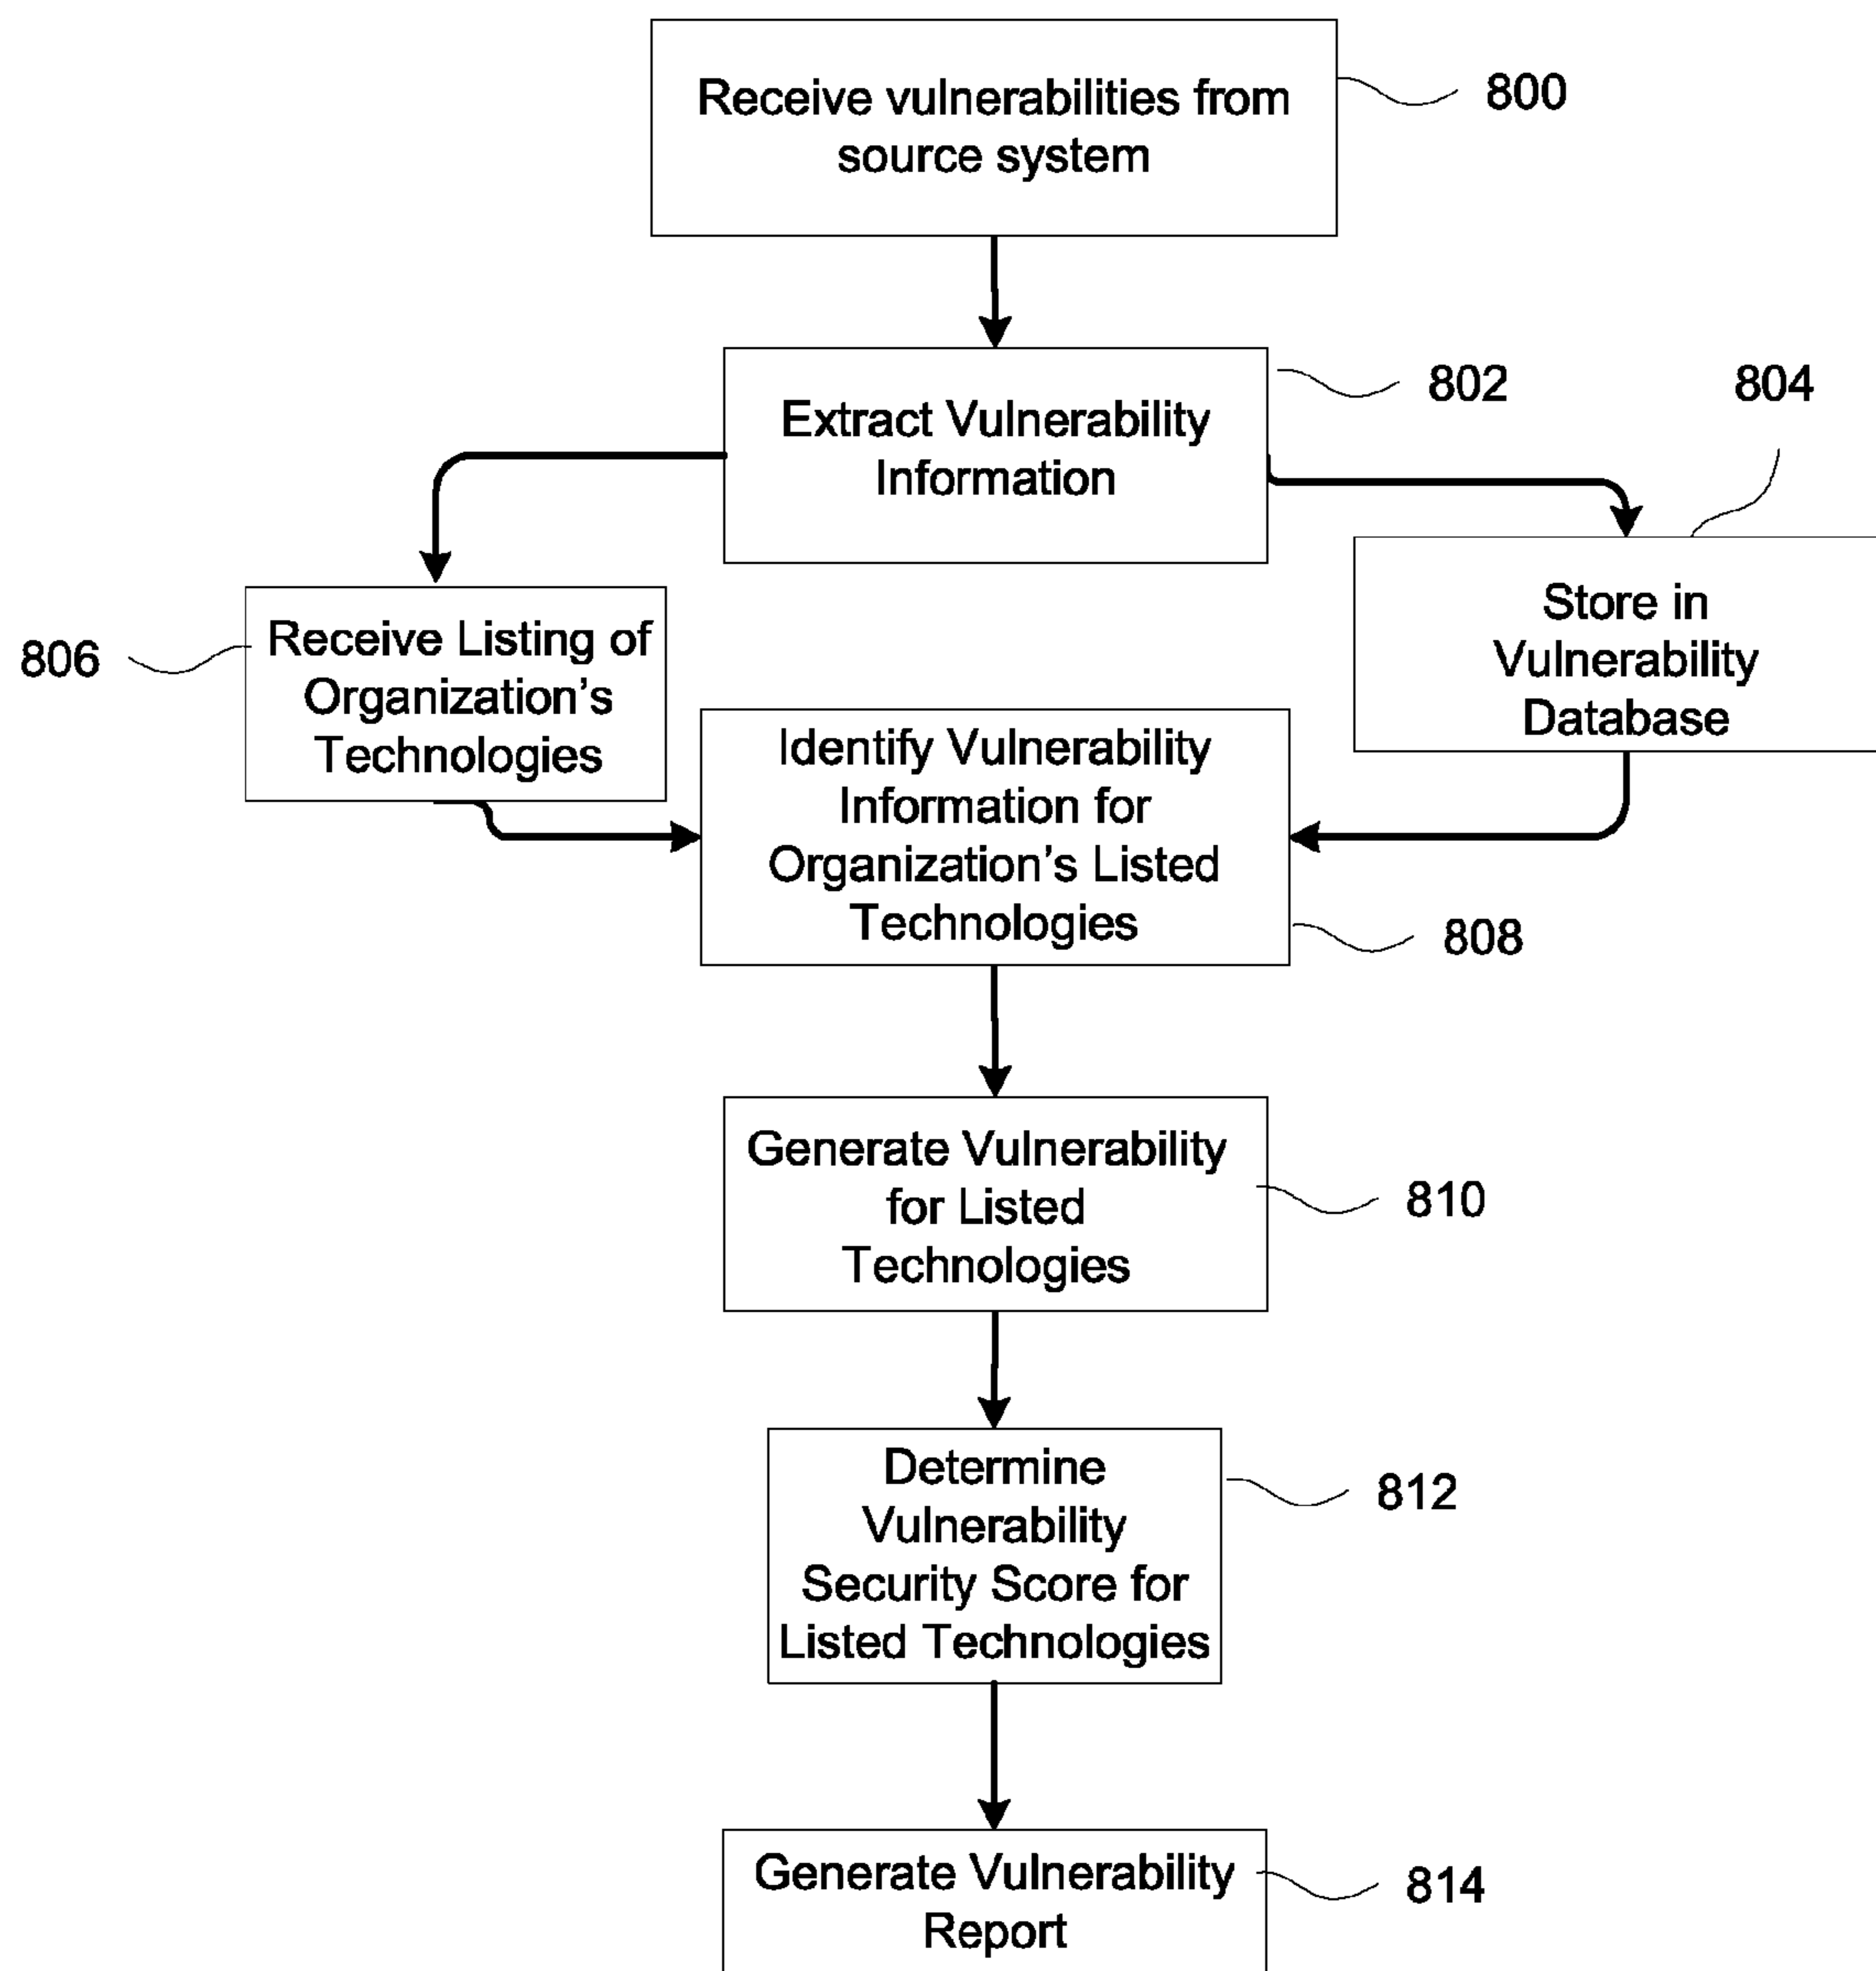 Receive vulnerabilities from
source system
800
Extract Vulnerability
Information
802
804
Store in
Vulnerability
Database
806
Receive Listing of
Organization's
Technologies
Identify Vulnerability
Information for
Organization's Listed
Technologies
808
Generate Vulnerability
for Listed
Technologies
810
Determine
Vulnerability
Security Score for
Listed Technologies
812
Generate Vulnerability
Report
814